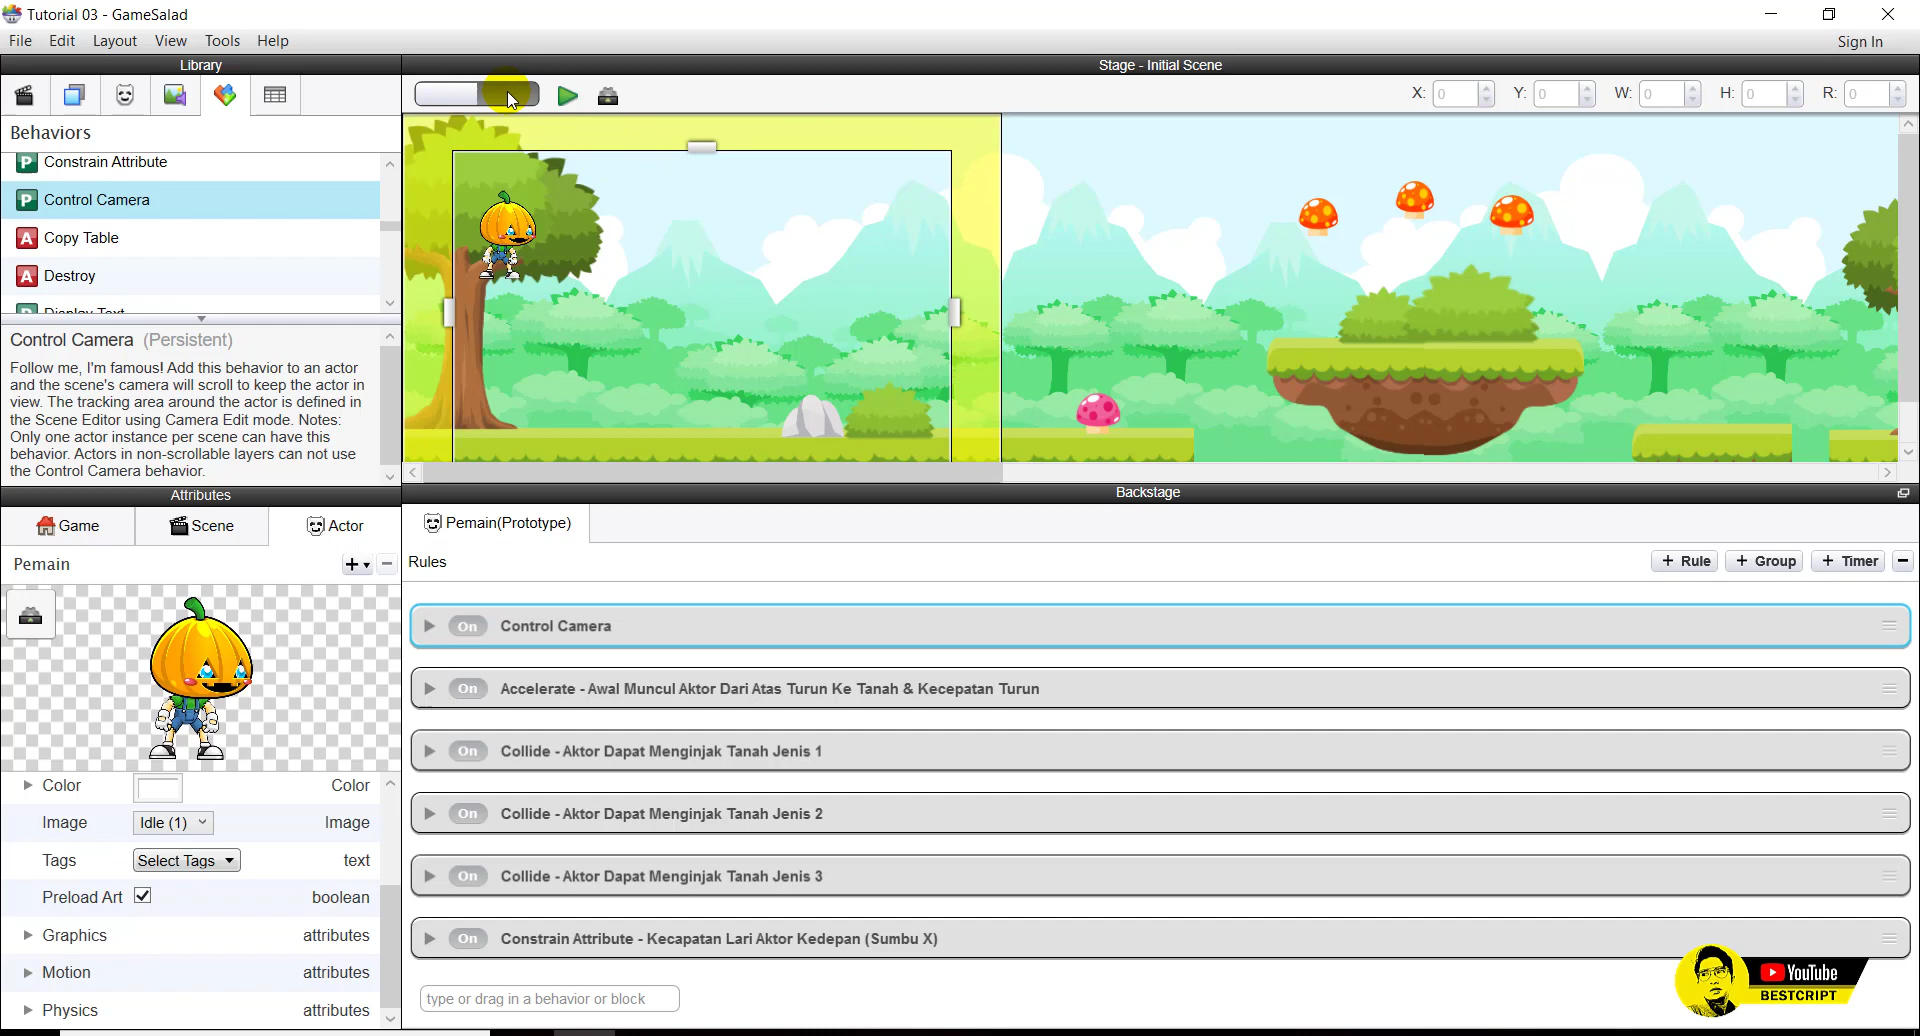 Tutorial 03 - GameSalad
File Edit Layout View Tools Help
Sign In
Library
Stage - Initial Scene
X: 0 Y: 0 W: 0 H: 0 R: 0
Behaviors
P Constrain Attribute
P Control Camera
A Copy Table
A Destroy
Display Text
Control Camera (Persistent)
Follow me, I'm famous! Add this behavior to an actor
and the scene's camera will scroll to keep the actor in
view. The tracking area around the actor is defined in
the Scene Editor using Camera Edit mode. Notes:
Only one actor instance per scene can have this
behavior. Actors in non-scrollable layers can not use
the Control Camera behavior.
Attributes
Game Scene Actor
Pemain
Color Color
Image Idle (1) Image
Tags Select Tags text
Preload Art boolean
Graphics attributes
Motion attributes
Physics attributes
Backstage
Pemain(Prototype)
Rules
+ Rule + Group + Timer
On Control Camera
On Accelerate - Awal Muncul Aktor Dari Atas Turun Ke Tanah & Kecepatan Turun
On Collide - Aktor Dapat Menginjak Tanah Jenis 1
On Collide - Aktor Dapat Menginjak Tanah Jenis 2
On Collide - Aktor Dapat Menginjak Tanah Jenis 3
On Constrain Attribute - Kecapatan Lari Aktor Kedepan (Sumbu X)
type or drag in a behavior or block
YouTube
BESTCRIPT